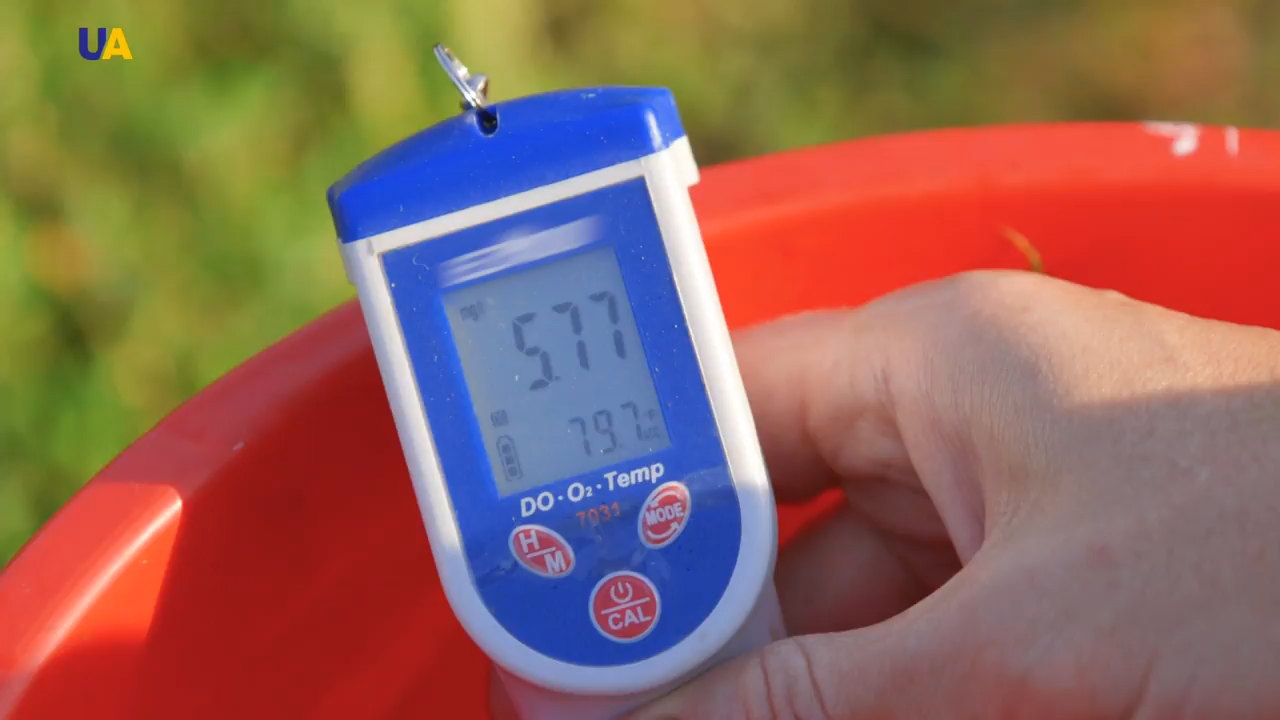 UA
mg/l
5.77
79.7 °F
DO·O₂·Temp
7031
H/M
MODE
CAL